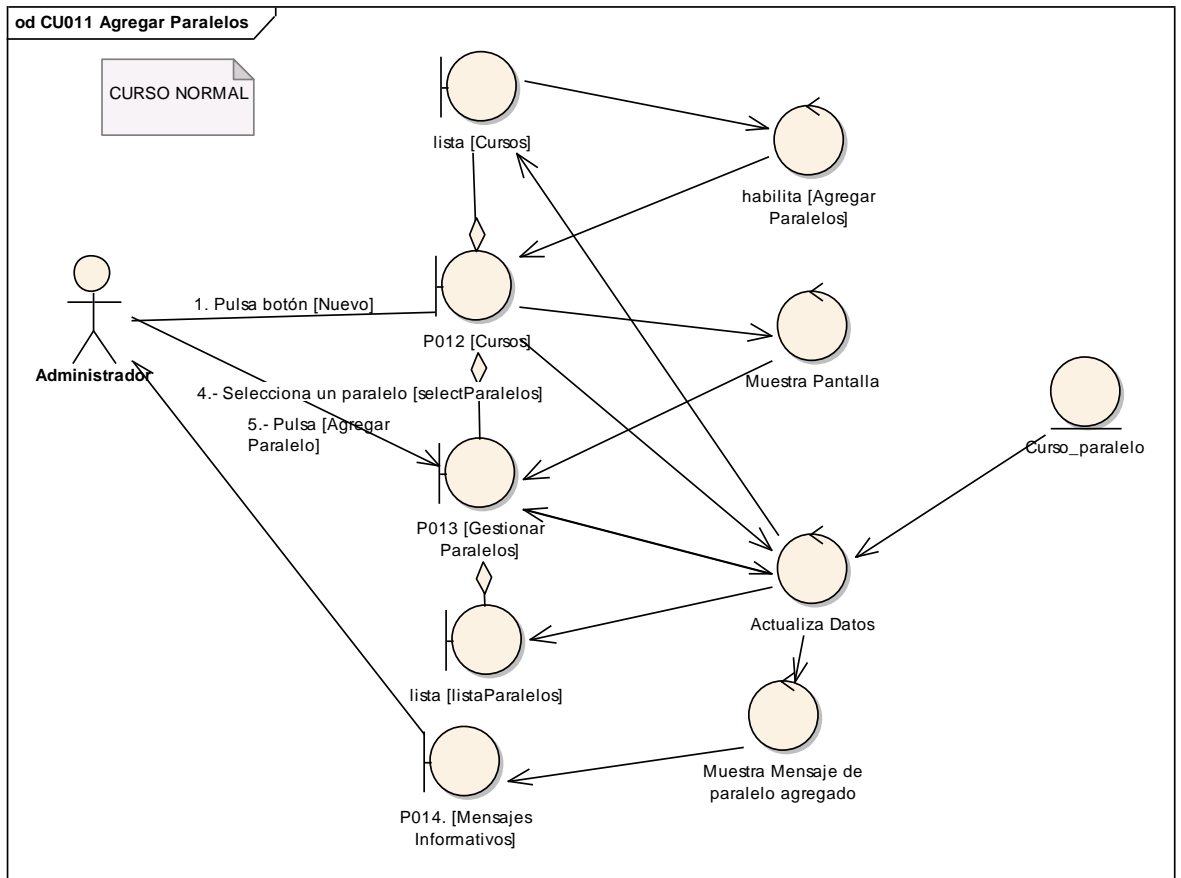 od CU011 Agregar Paralelos
CURSO NORMAL
lista [Cursos]
habilita [Agregar
Paralelos]
1. Pulsa botón [Nuevo]
P012 [Cursos]
Muestra Pantalla
Administrador
4.- Selecciona un paralelo [selectParalelos]
5.- Pulsa [Agregar
Paralelo]
Curso_paralelo
P013 [Gestionar
Paralelos]
Actualiza Datos
lista [listaParalelos]
Muestra Mensaje de
paralelo agregado
P014. [Mensajes
Informativos]